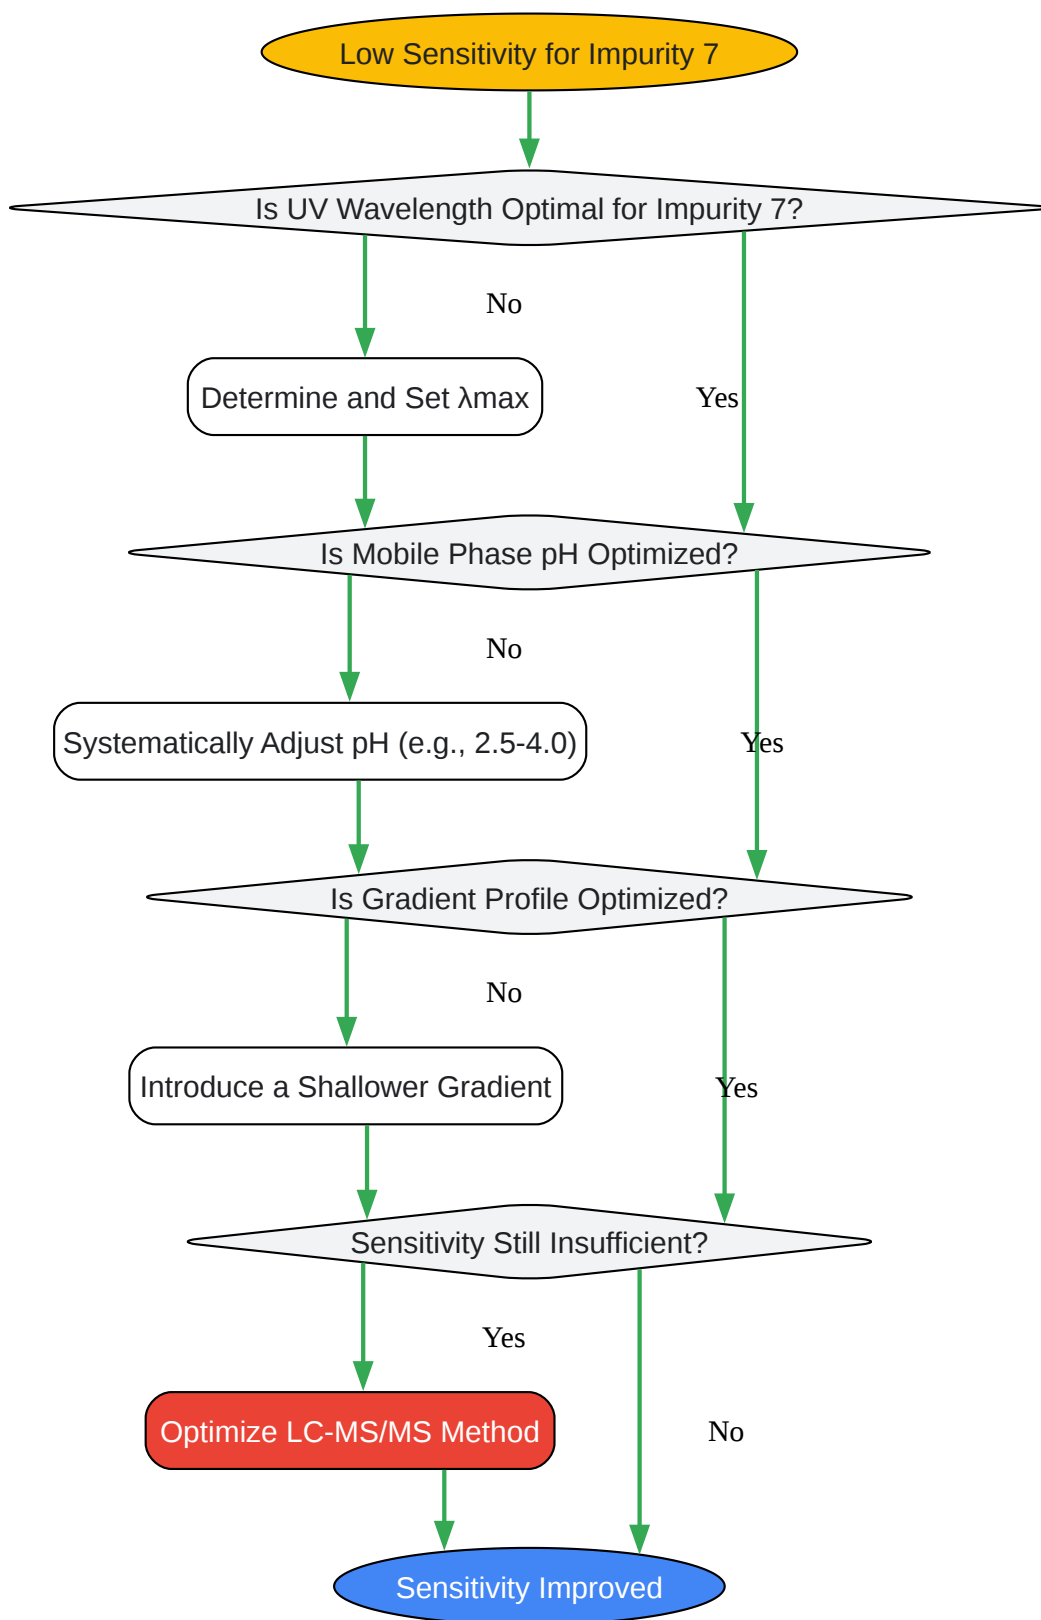 Low Sensitivity for Impurity 7
Is UV Wavelength Optimal for Impurity 7?
No
Determine and Set λmax
Yes
Is Mobile Phase pH Optimized?
No
Systematically Adjust pH (e.g., 2.5-4.0)
Yes
Is Gradient Profile Optimized?
No
Introduce a Shallower Gradient
Yes
Sensitivity Still Insufficient?
Yes
Optimize LC-MS/MS Method
No
Sensitivity Improved